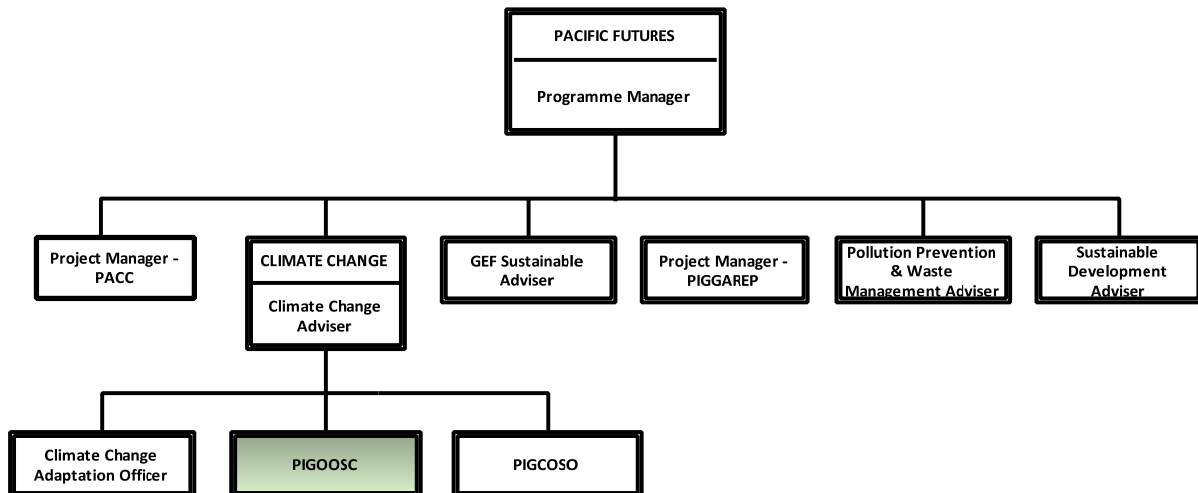 PACIFIC FUTURES
Programme Manager
Project Manager -
PACC
CLIMATE CHANGE
Climate Change
Adviser
GEF Sustainable
Adviser
Project Manager -
PIGGAREP
Pollution Prevention
& Waste
Management Adviser
Sustainable
Development
Adviser
Climate Change
Adaptation Officer
PIGOOSC
PIGCOSO